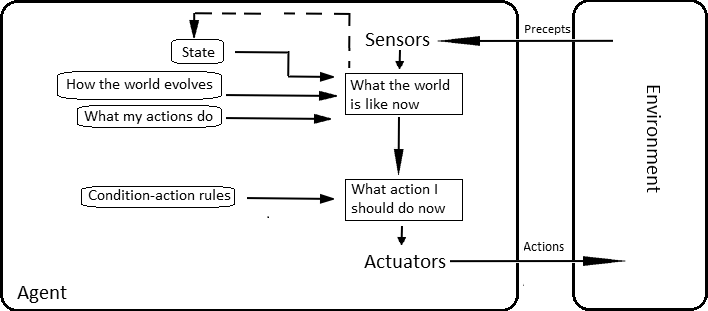 Sensors
Precepts
State
How the world evolves
What my actions do
What the world
is like now
Environment
Condition-action rules
What action I
should do now
Actuators
Actions
Agent